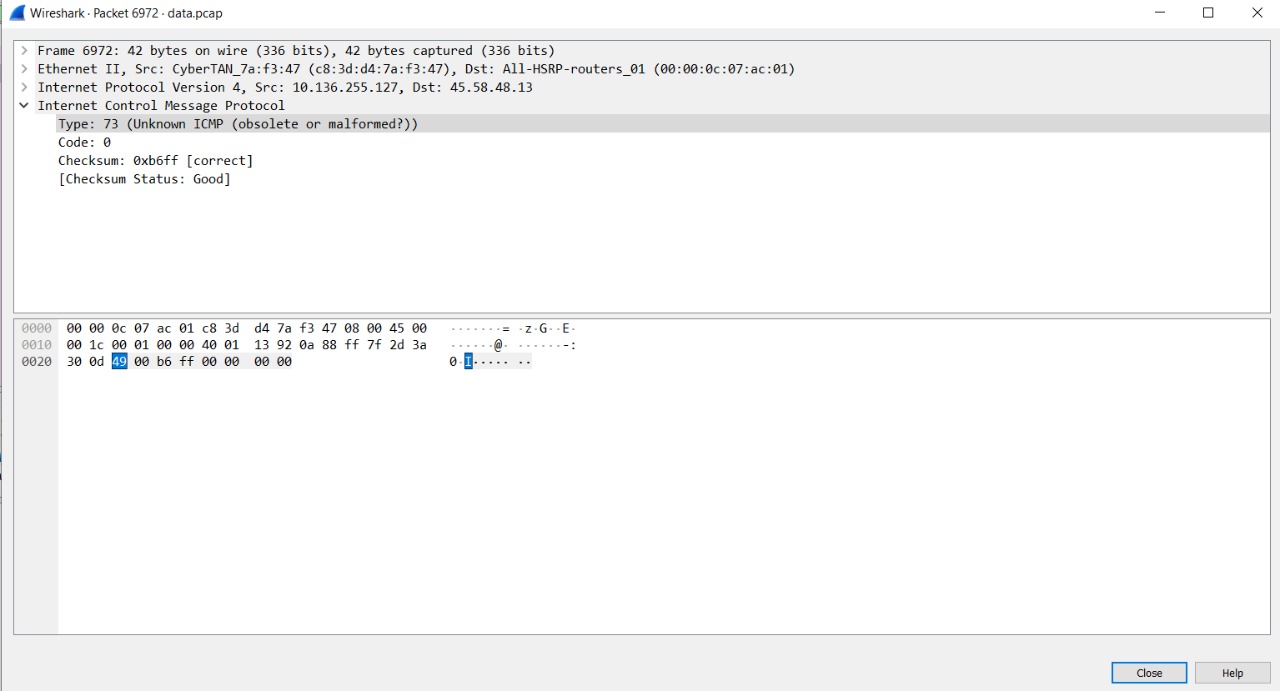 Wireshark · Packet 6972 · data.pcap
Frame 6972: 42 bytes on wire (336 bits), 42 bytes captured (336 bits)
Ethernet II, Src: CyberTAN_7a:f3:47 (c8:3d:d4:7a:f3:47), Dst: All-HSRP-routers_01 (00:00:0c:07:ac:01)
Internet Protocol Version 4, Src: 10.136.255.127, Dst: 45.58.48.13
Internet Control Message Protocol
Type: 73 (Unknown ICMP (obsolete or malformed?))
Code: 0
Checksum: 0xb6ff [correct]
[Checksum Status: Good]
0000 00 00 0c 07 ac 01 c8 3d d4 7a f3 47 08 00 45 00 ·······= ·z·G··E·
0010 00 1c 00 01 00 00 40 01 13 92 0a 88 ff 7f 2d 3a ······@· ······-:
0020 30 0d 49 00 b6 ff 00 00 00 00 0·I····· ··
Close Help